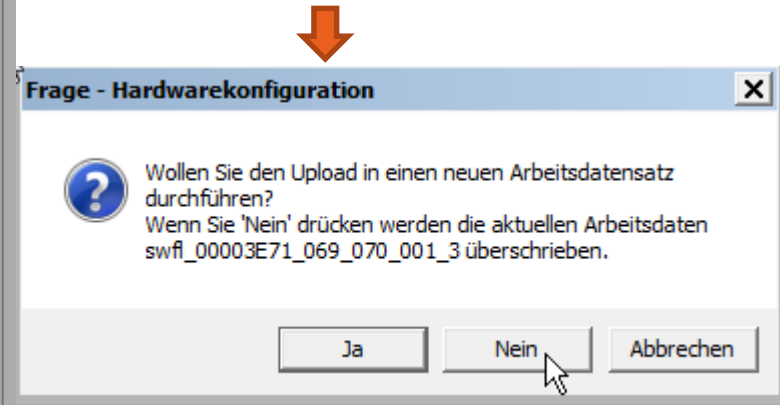 Frage - Hardwarekonfiguration
Wollen Sie den Upload in einen neuen Arbeitsdatensatz
durchführen?
Wenn Sie 'Nein' drücken werden die aktuellen Arbeitsdaten
swfl_00003E71_069_070_001_3 überschrieben.
Ja Nein Abbrechen